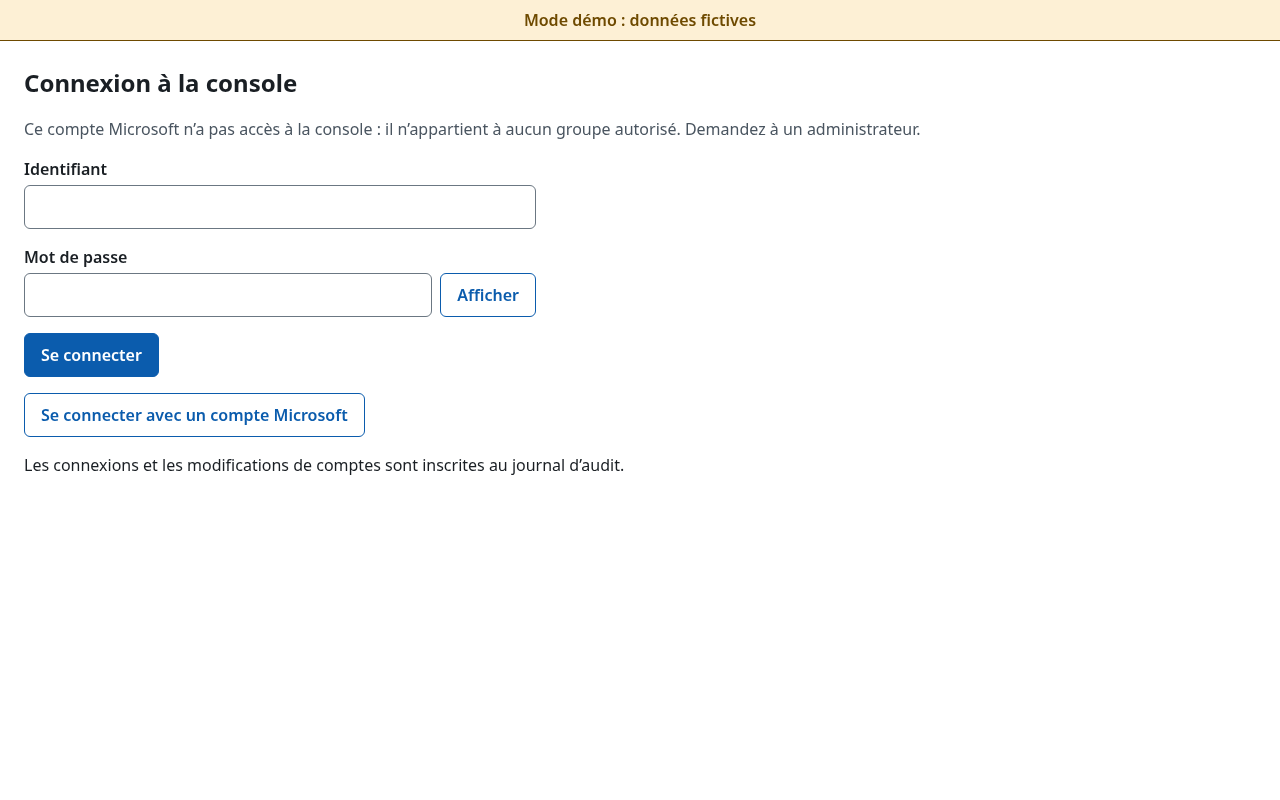 Mode démo : données fictives
Connexion à la console
Ce compte Microsoft n’a pas accès à la console : il n’appartient à aucun groupe autorisé. Demandez à un administrateur.
Identifiant
Mot de passe
Afficher
Se connecter
Se connecter avec un compte Microsoft
Les connexions et les modifications de comptes sont inscrites au journal d’audit.